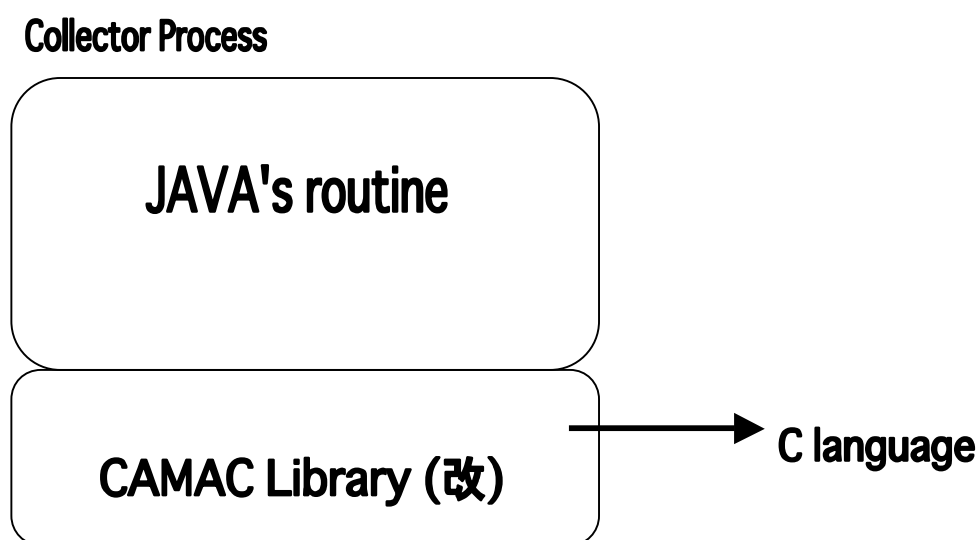 Collector Process
JAVA's routine
CAMAC Library (改)
C language